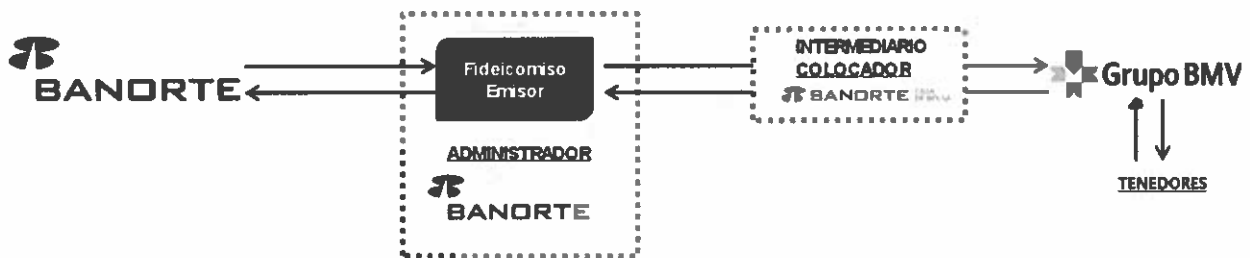 BANORTE
Fideicomiso
Emisor
ADMINISTRADOR
BANORTE
INTERMEDIARIO
COLOCADOR
BANORTE
Grupo BMV
TENEDORES